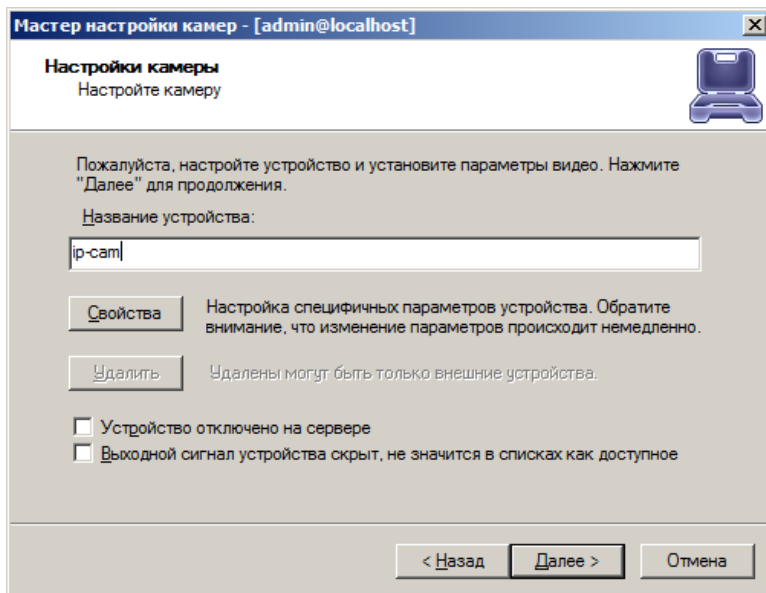 Мастер настройки камер - [admin@localhost]
Настройки камеры
Настройте камеру
Пожалуйста, настройте устройство и установите параметры видео. Нажмите
"Далее" для продолжения.
Название устройства:
ip-cam
Свойства
Настройка специфичных параметров устройства. Обратите
внимание, что изменение параметров происходит немедленно.
Удалить
Удалены могут быть только внешние устройства.
Устройство отключено на сервере
Выходной сигнал устройства скрыт, не значится в списках как доступное
< Назад
Далее >
Отмена